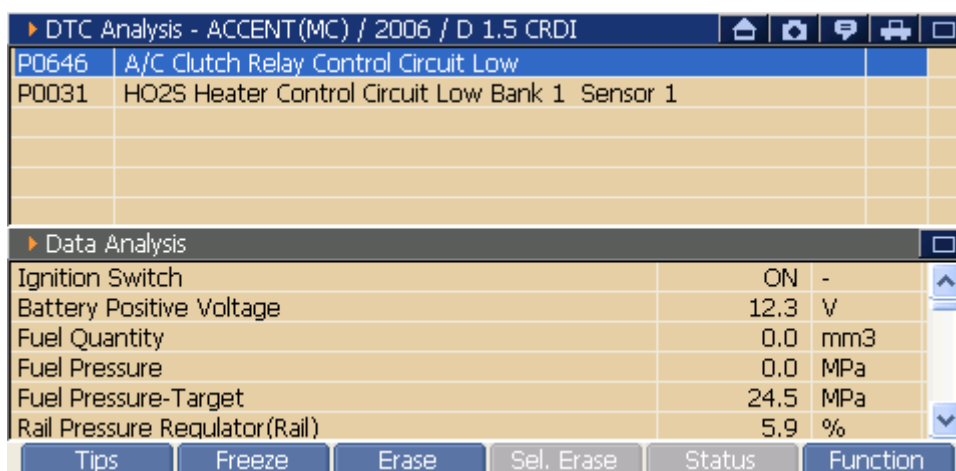 DTC Analysis - ACCENT(MC) / 2006 / D 1.5 CRDI
P0646 A/C Clutch Relay Control Circuit Low
P0031 HO2S Heater Control Circuit Low Bank 1 Sensor 1
Data Analysis
Ignition Switch ON -
Battery Positive Voltage 12.3 V
Fuel Quantity 0.0 mm3
Fuel Pressure 0.0 MPa
Fuel Pressure-Target 24.5 MPa
Rail Pressure Regulator(Rail) 5.9 %
Tips Freeze Erase Sel. Erase Status Function